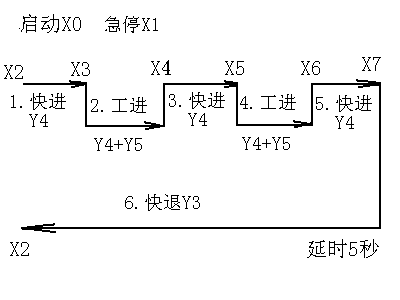 启动X0 急停X1
X2 X3 X4 X5 X6 X7
1.快进 2.工进 3.快进 4.工进 5.快进
Y4 Y4+Y5 Y4 Y4+Y5 Y4
6.快退Y3
X2 延时5秒